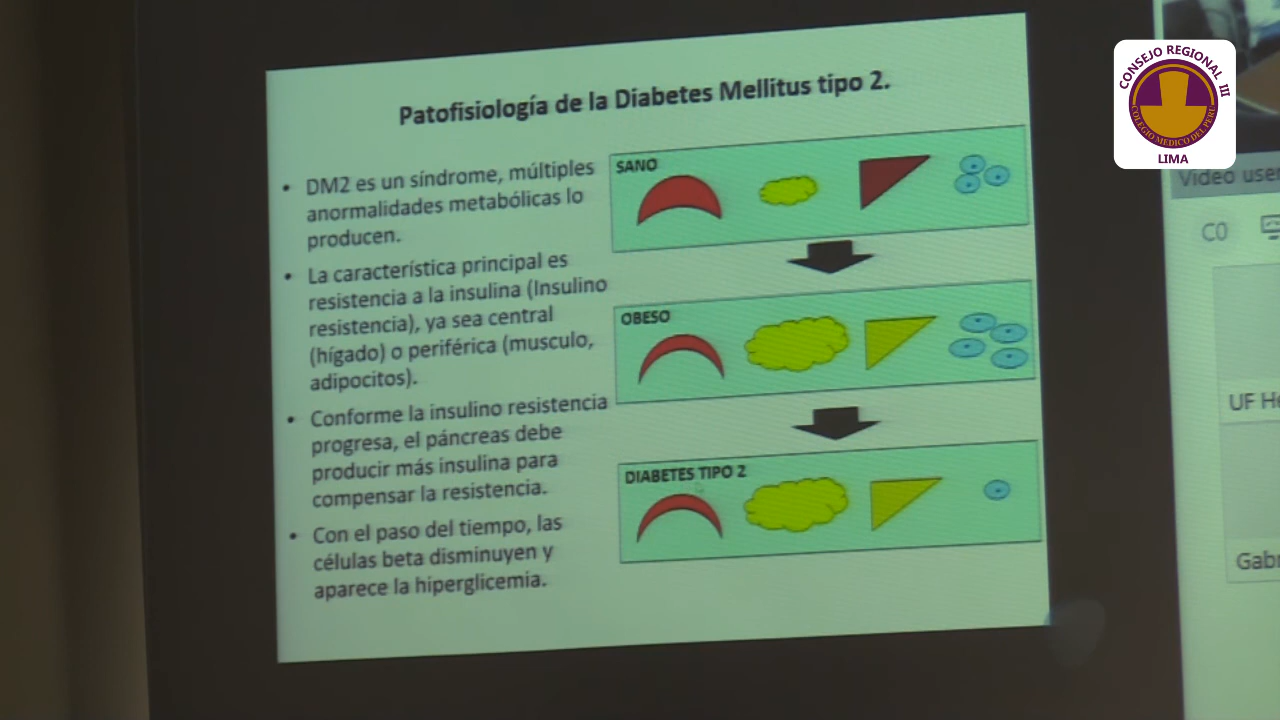 Patofisiología de la Diabetes Mellitus tipo 2.
• DM2 es un síndrome, múltiples
anormalidades metabólicas lo
producen.
• La característica principal es
resistencia a la insulina (Insulino
resistencia), ya sea central
(hígado) o periférica (musculo,
adipocitos).
• Conforme la insulino resistencia
progresa, el páncreas debe
producir más insulina para
compensar la resistencia.
• Con el paso del tiempo, las
células beta disminuyen y
aparece la hiperglicemia.
SANO
OBESO
DIABETES TIPO 2
CONSEJO REGIONAL III
COLEGIO MEDICO DEL PERU
LIMA
Video user
C0
UF He
Gabr